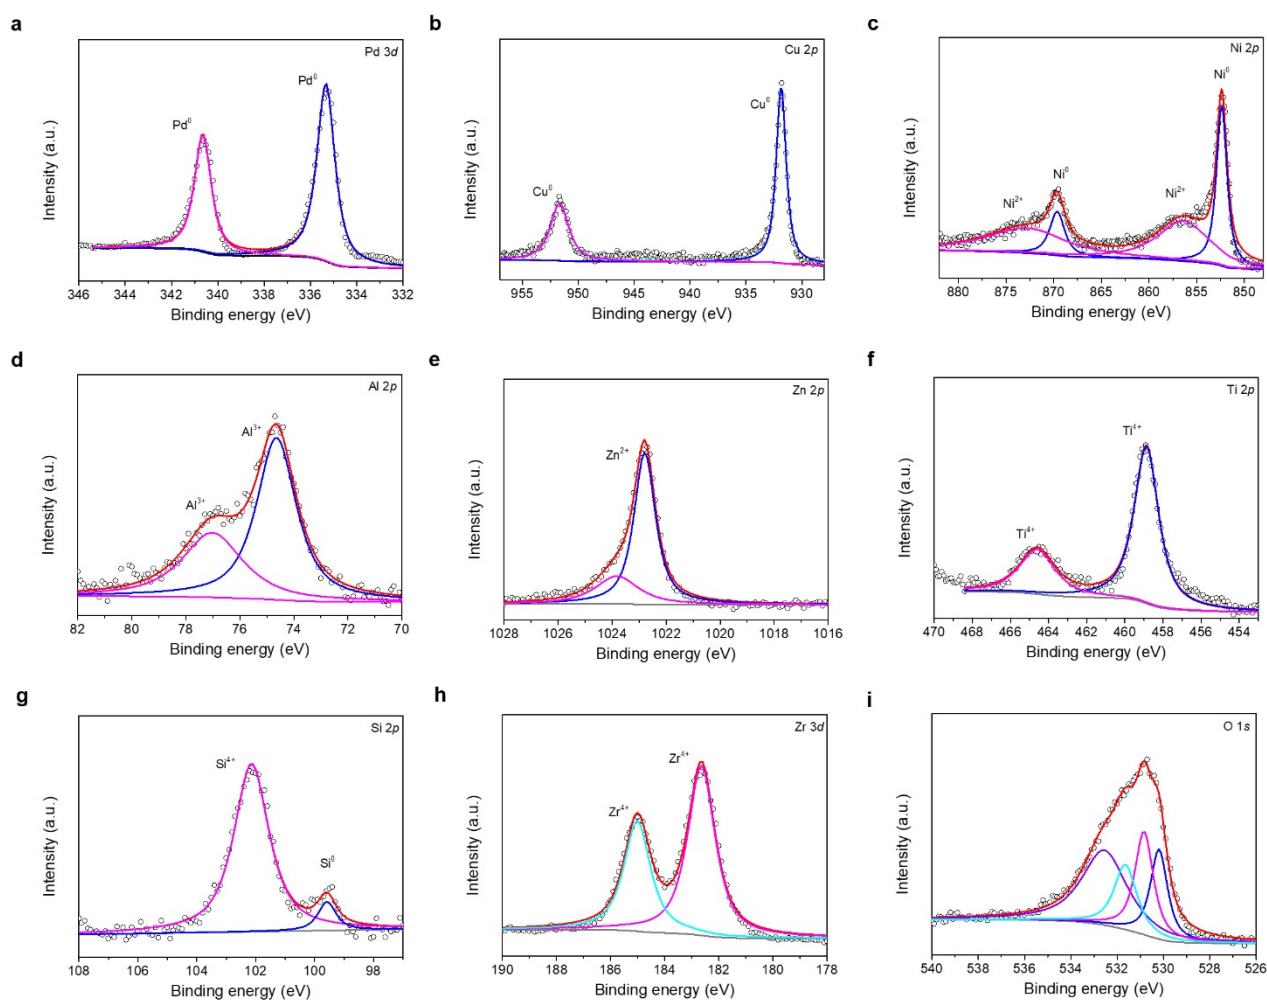 a
Pd 3d
Pd⁰
Pd⁰
Intensity (a.u.)
346 344 342 340 338 336 334 332
Binding energy (eV)
b
Cu 2p
Cu⁰
Cu⁰
Intensity (a.u.)
955 950 945 940 935 930
Binding energy (eV)
c
Ni 2p
Ni⁰
Ni⁰
Ni²⁺
Ni²⁺
Intensity (a.u.)
880 875 870 865 860 855 850
Binding energy (eV)
d
Al 2p
Al³⁺
Al³⁺
Intensity (a.u.)
82 80 78 76 74 72 70
Binding energy (eV)
e
Zn 2p
Zn²⁺
Intensity (a.u.)
1028 1026 1024 1022 1020 1018 1016
Binding energy (eV)
f
Ti 2p
Ti⁴⁺
Ti⁴⁺
Intensity (a.u.)
470 468 466 464 462 460 458 456 454
Binding energy (eV)
g
Si 2p
Si⁴⁺
Si⁰
Intensity (a.u.)
108 106 104 102 100 98
Binding energy (eV)
h
Zr 3d
Zr⁴⁺
Zr⁴⁺
Intensity (a.u.)
190 188 186 184 182 180 178
Binding energy (eV)
i
O 1s
Intensity (a.u.)
540 538 536 534 532 530 528 526
Binding energy (eV)